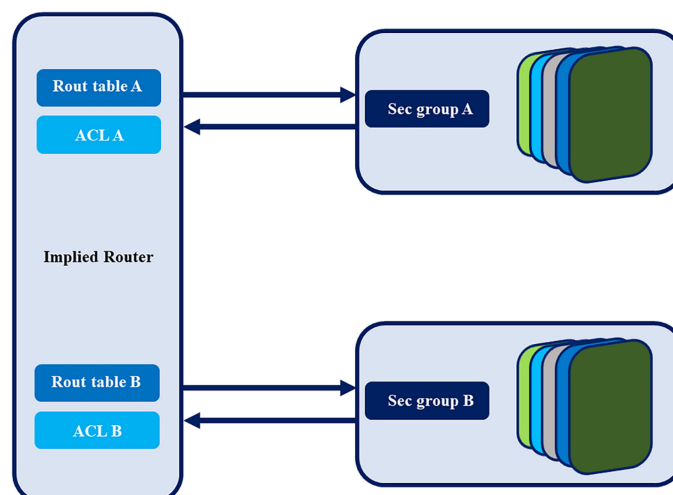 Rout table A
ACL A
Sec group A
Implied Router
Rout table B
ACL B
Sec group B